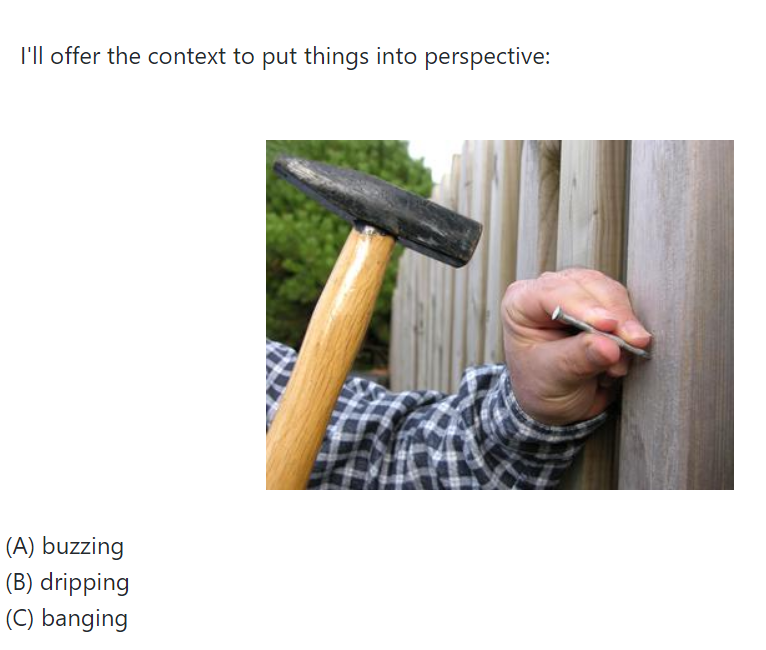 I'll offer the context to put things into perspective:
(A) buzzing
(B) dripping
(C) banging